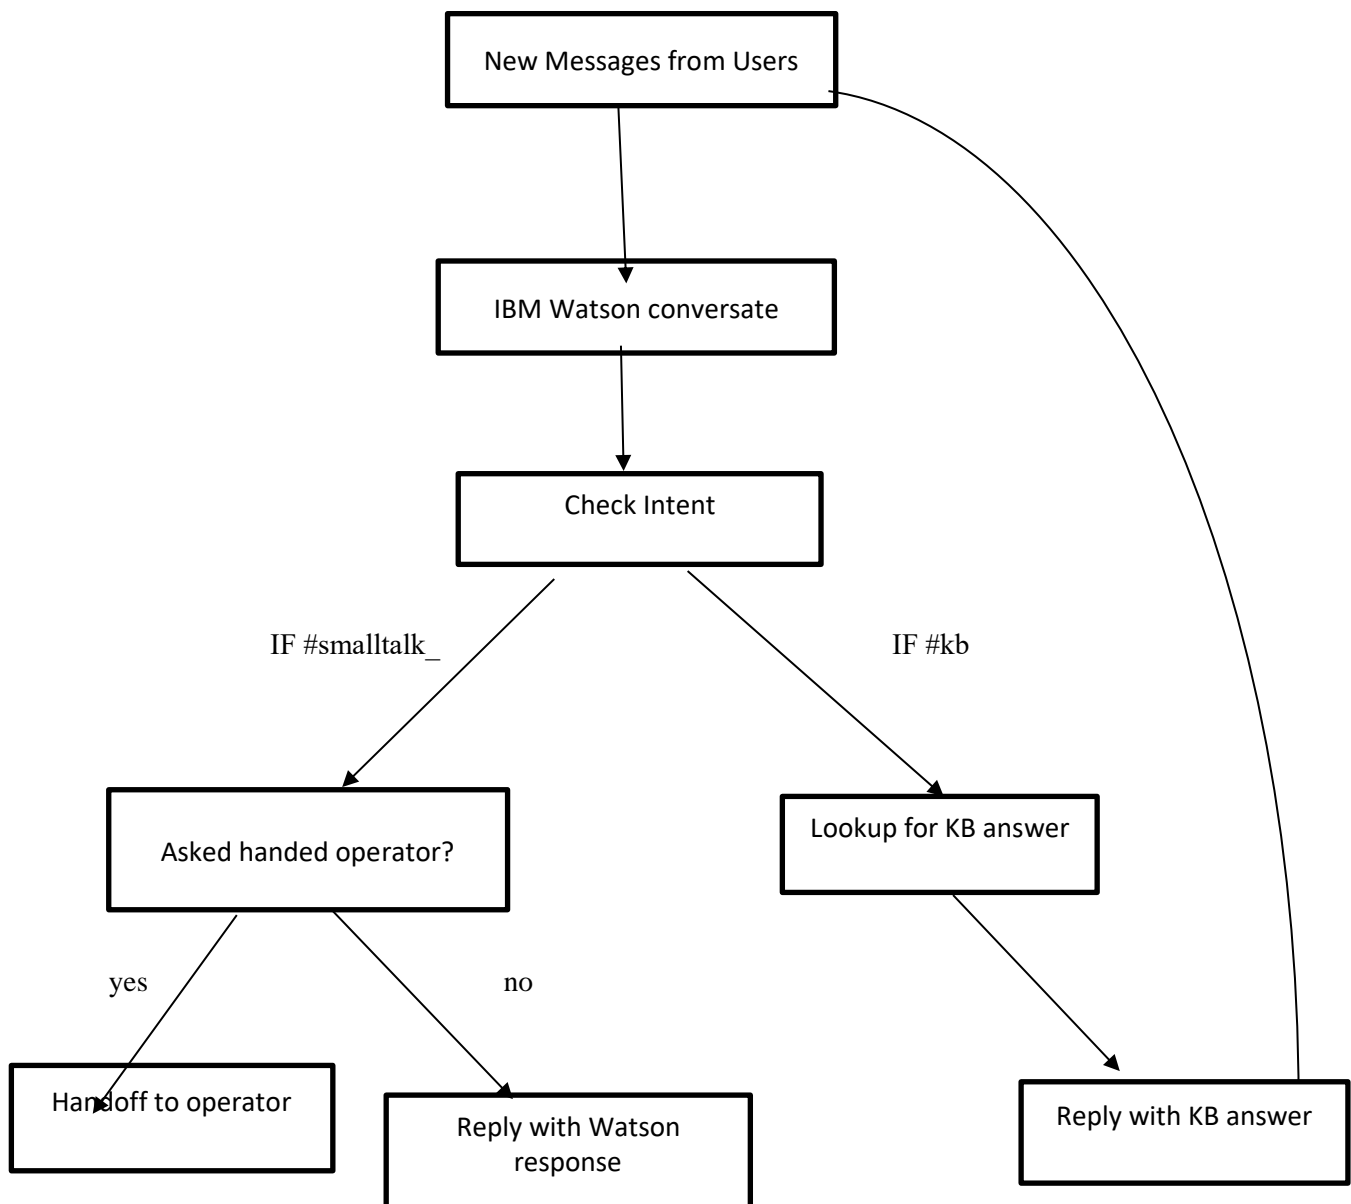 New Messages from Users
IBM Watson conversate
Check Intent
IF #smalltalk_
IF #kb
Asked handed operator?
Lookup for KB answer
yes
no
Handoff to operator
Reply with Watson
response
Reply with KB answer